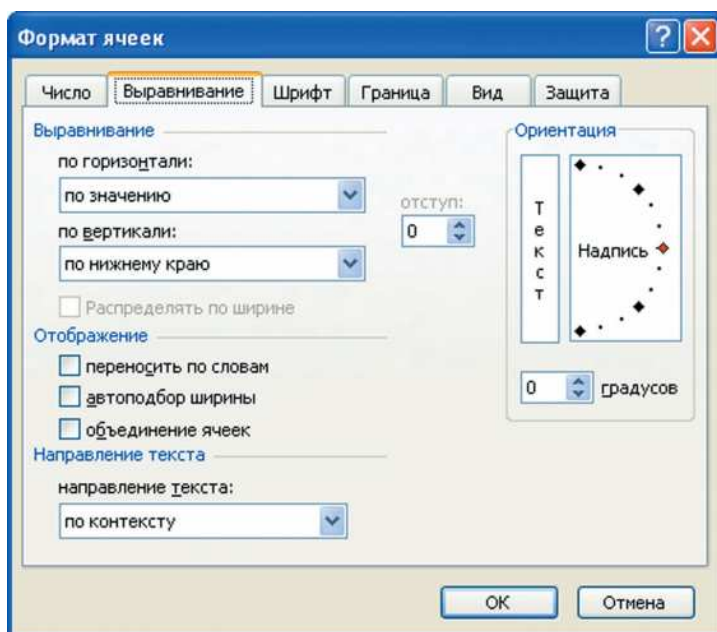 Формат ячеек
Число Выравнивание Шрифт Граница Вид Защита
Выравнивание
по горизонтали:
по значению
отступ:
0
по вертикали:
по нижнему краю
Распределять по ширине
Отображение
переносить по словам
автоподбор ширины
объединение ячеек
Направление текста
направление текста:
по контексту
Ориентация
Текст
Надпись
0 градусов
ОК Отмена